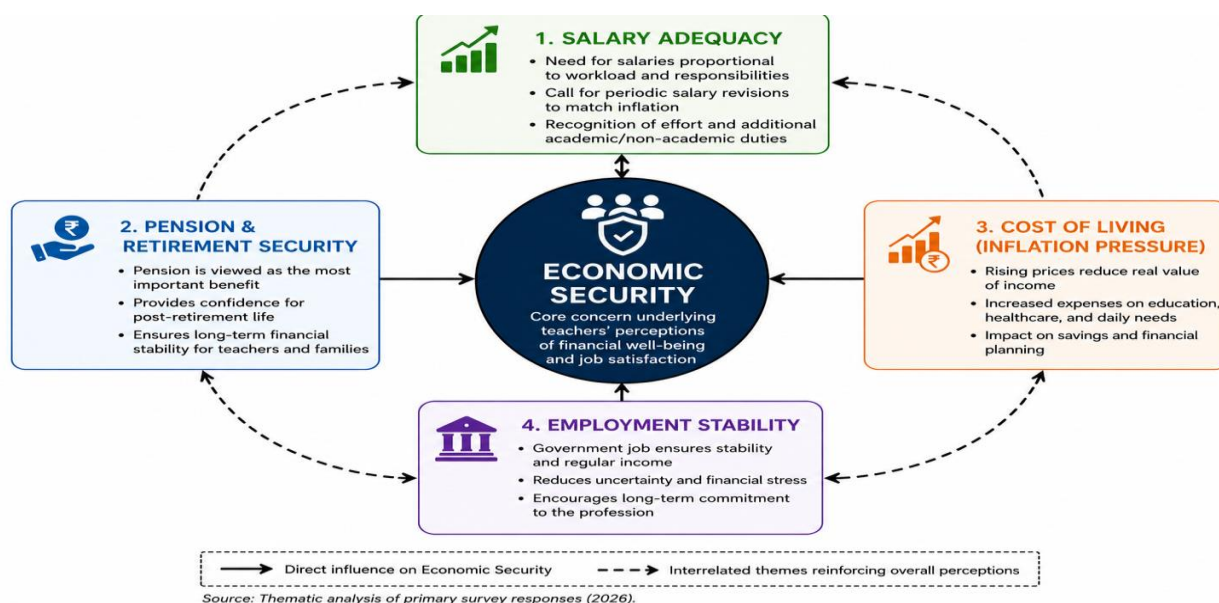 1. SALARY ADEQUACY
• Need for salaries proportional
to workload and responsibilities
• Call for periodic salary revisions
to match inflation
• Recognition of effort and additional
academic/non-academic duties
₹
2. PENSION &
RETIREMENT SECURITY
• Pension is viewed as the most
important benefit
• Provides confidence for
post-retirement life
• Ensures long-term financial
stability for teachers and families
ECONOMIC
SECURITY
Core concern underlying
teachers' perceptions
of financial well-being
and job satisfaction
₹
3. COST OF LIVING
(INFLATION PRESSURE)
• Rising prices reduce real value
of income
• Increased expenses on education,
healthcare, and daily needs
• Impact on savings and financial
planning
4. EMPLOYMENT STABILITY
• Government job ensures stability
and regular income
• Reduces uncertainty and financial stress
• Encourages long-term commitment
to the profession
Direct influence on Economic Security
Interrelated themes reinforcing overall perceptions
Source: Thematic analysis of primary survey responses (2026).